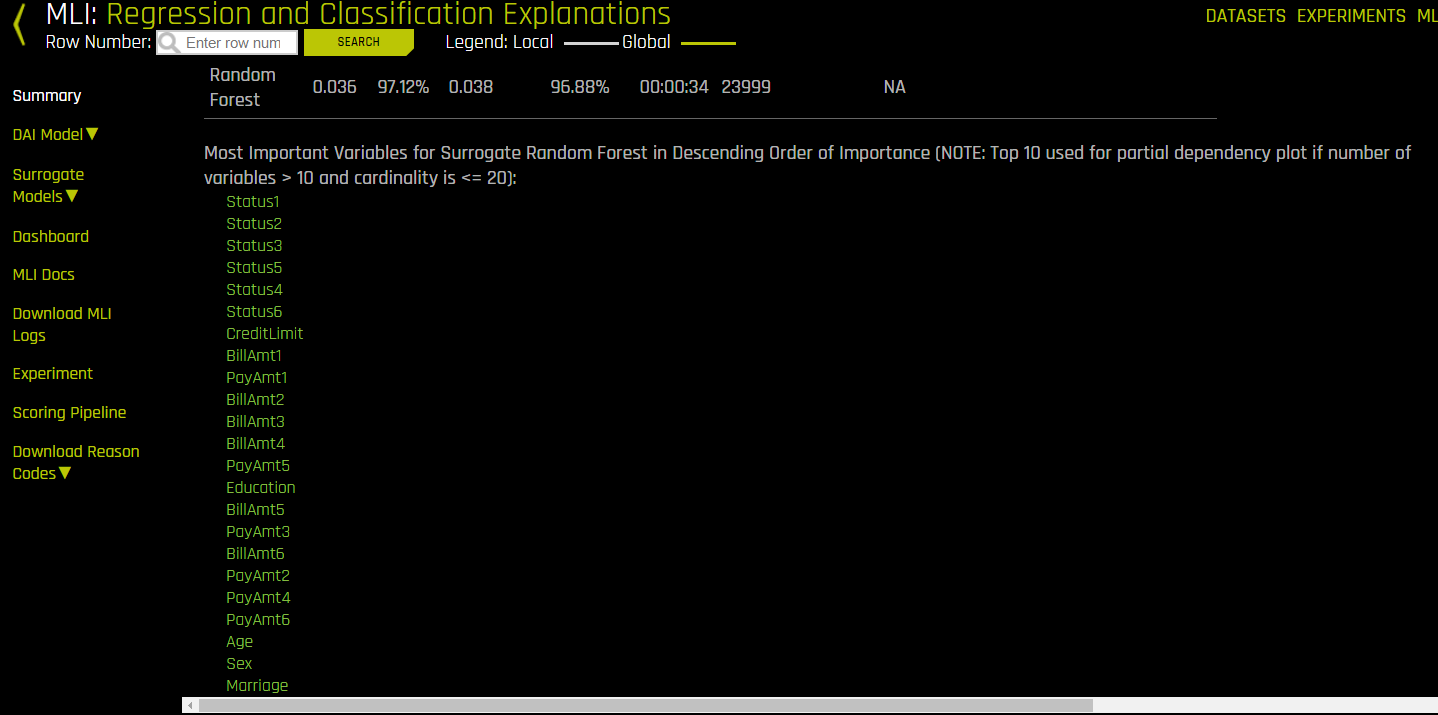 MLI: Regression and Classification Explanations
DATASETS EXPERIMENTS ML
Row Number: Enter row num SEARCH Legend: Local Global
Summary
DAI Model▼
Surrogate
Models▼
Dashboard
MLI Docs
Download MLI
Logs
Experiment
Scoring Pipeline
Download Reason
Codes▼
Random
Forest
0.036 97.12% 0.038 96.88% 00:00:34 23999 NA
Most Important Variables for Surrogate Random Forest in Descending Order of Importance (NOTE: Top 10 used for partial dependency plot if number of
variables > 10 and cardinality is <= 20):
Status1
Status2
Status3
Status5
Status4
Status6
CreditLimit
BillAmt1
PayAmt1
BillAmt2
BillAmt3
BillAmt4
PayAmt5
Education
BillAmt5
PayAmt3
BillAmt6
PayAmt2
PayAmt4
PayAmt6
Age
Sex
Marriage